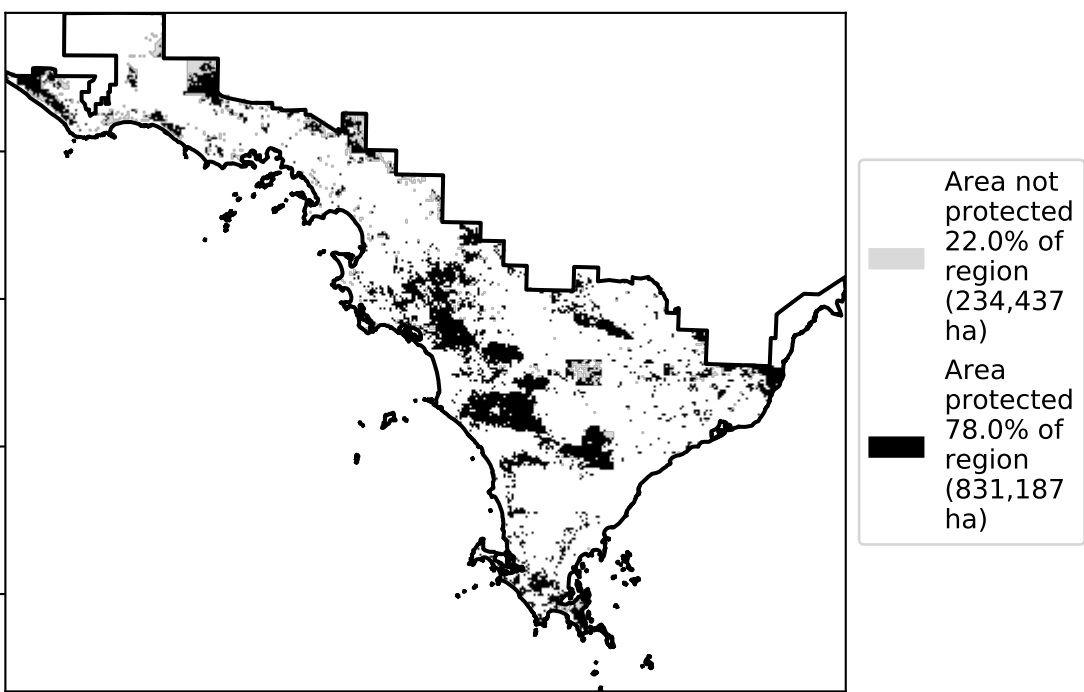 Area not
protected
22.0% of
region
(234,437
ha)
Area
protected
78.0% of
region
(831,187
ha)